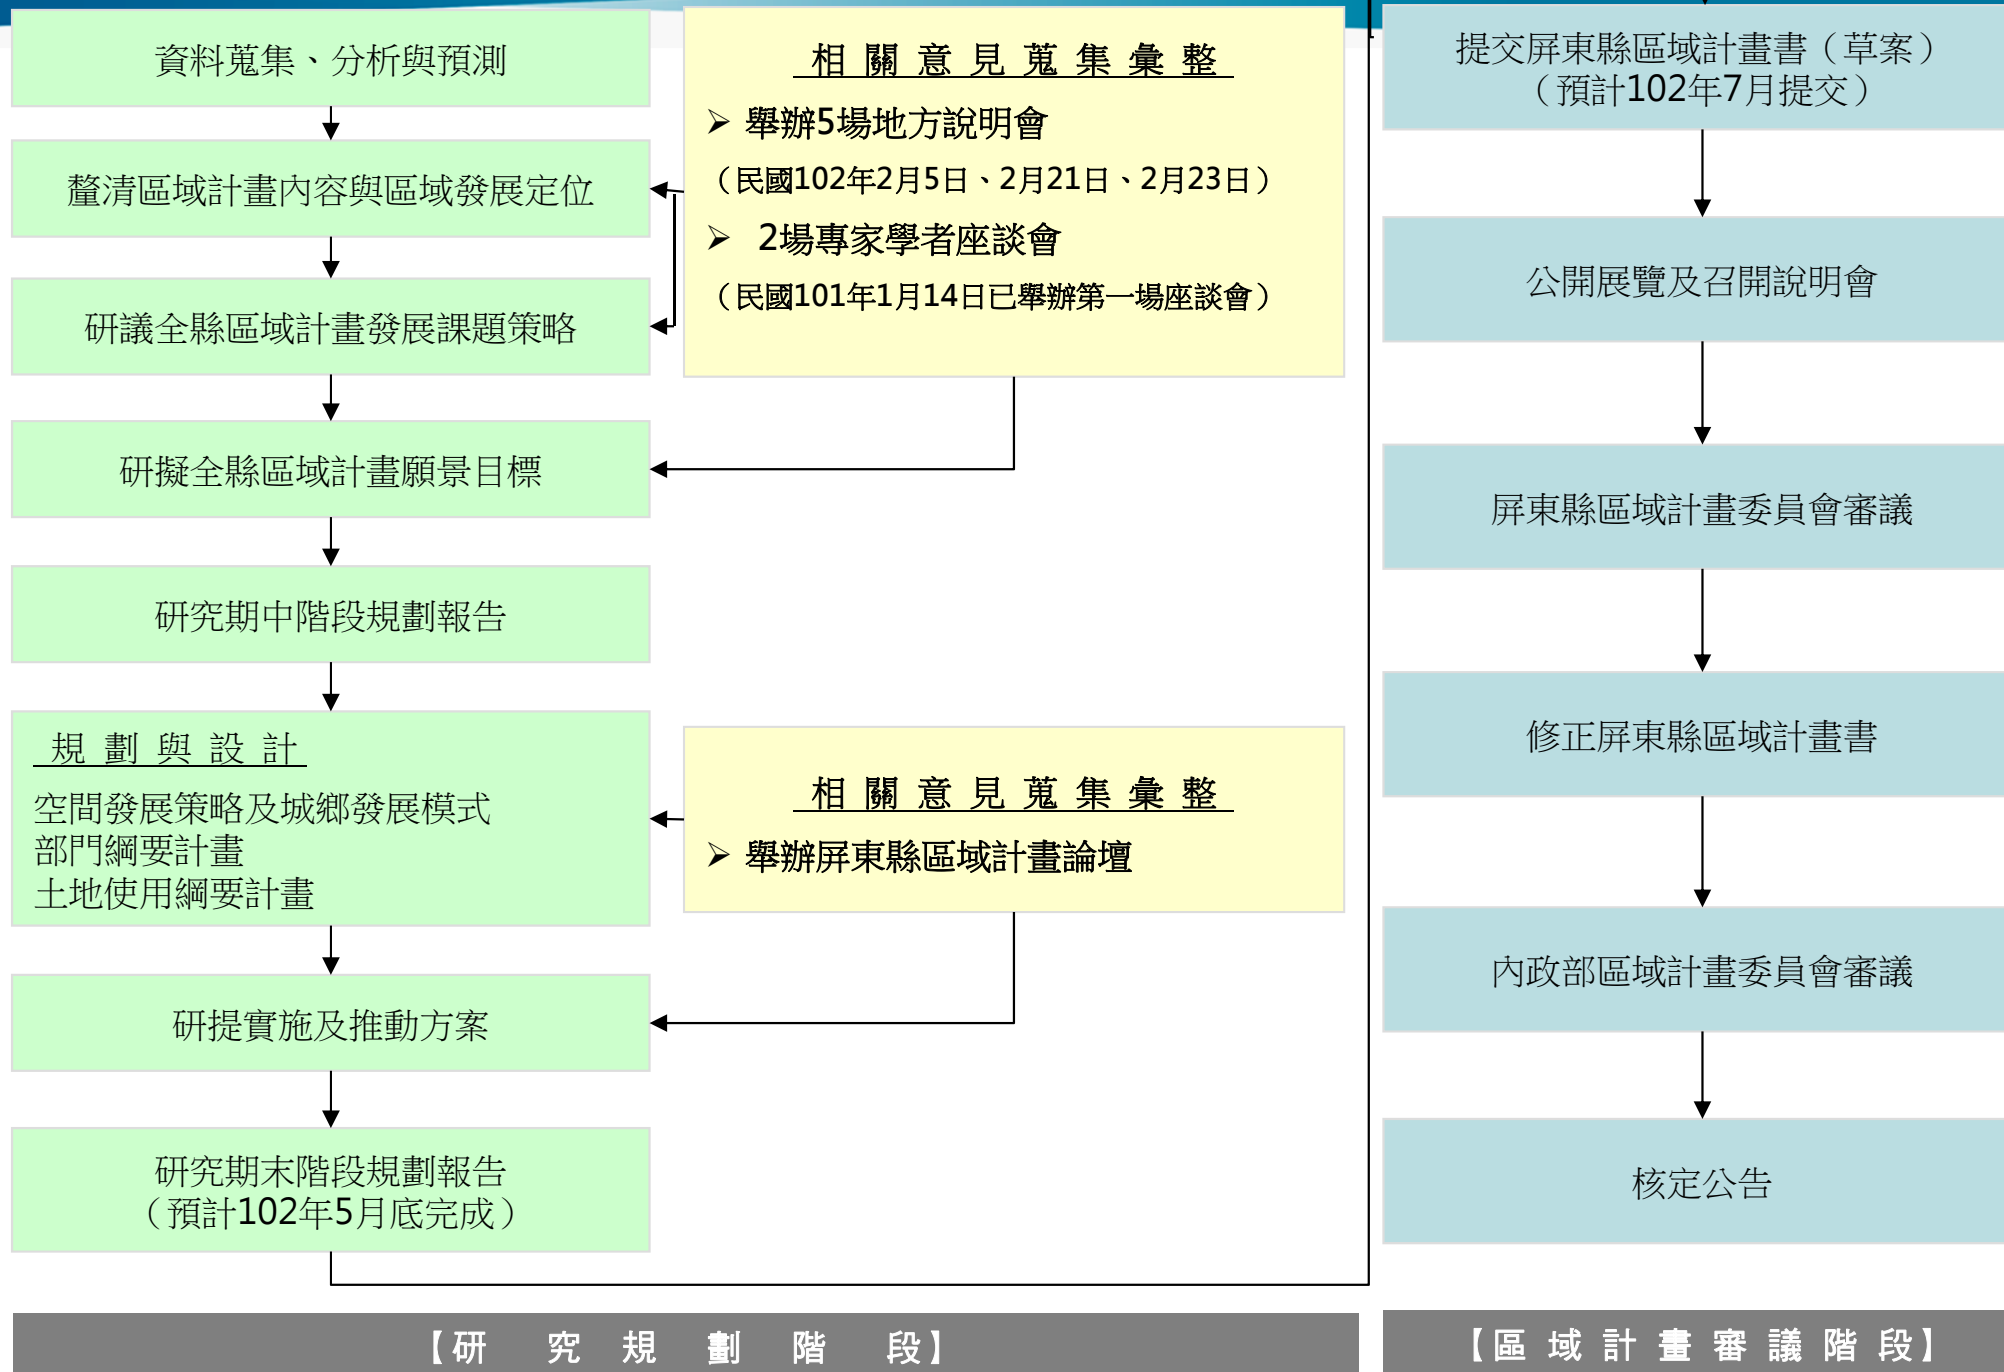 資料蒐集、分析與預測
釐清區域計畫內容與區域發展定位
研議全縣區域計畫發展課題策略
研擬全縣區域計畫願景目標
研究期中階段規劃報告
規劃與設計
空間發展策略及城鄉發展模式
部門綱要計畫
土地使用綱要計畫
研提實施及推動方案
研究期末階段規劃報告
（預計102年5月底完成）
相關意見蒐集彙整
➢ 舉辦5場地方說明會
（民國102年2月5日、2月21日、2月23日）
➢ 2場專家學者座談會
（民國101年1月14日已舉辦第一場座談會）
相關意見蒐集彙整
➢ 舉辦屏東縣區域計畫論壇
【研究規劃階段】
提交屏東縣區域計畫書（草案）
（預計102年7月提交）
公開展覽及召開說明會
屏東縣區域計畫委員會審議
修正屏東縣區域計畫書
內政部區域計畫委員會審議
核定公告
【區域計畫審議階段】